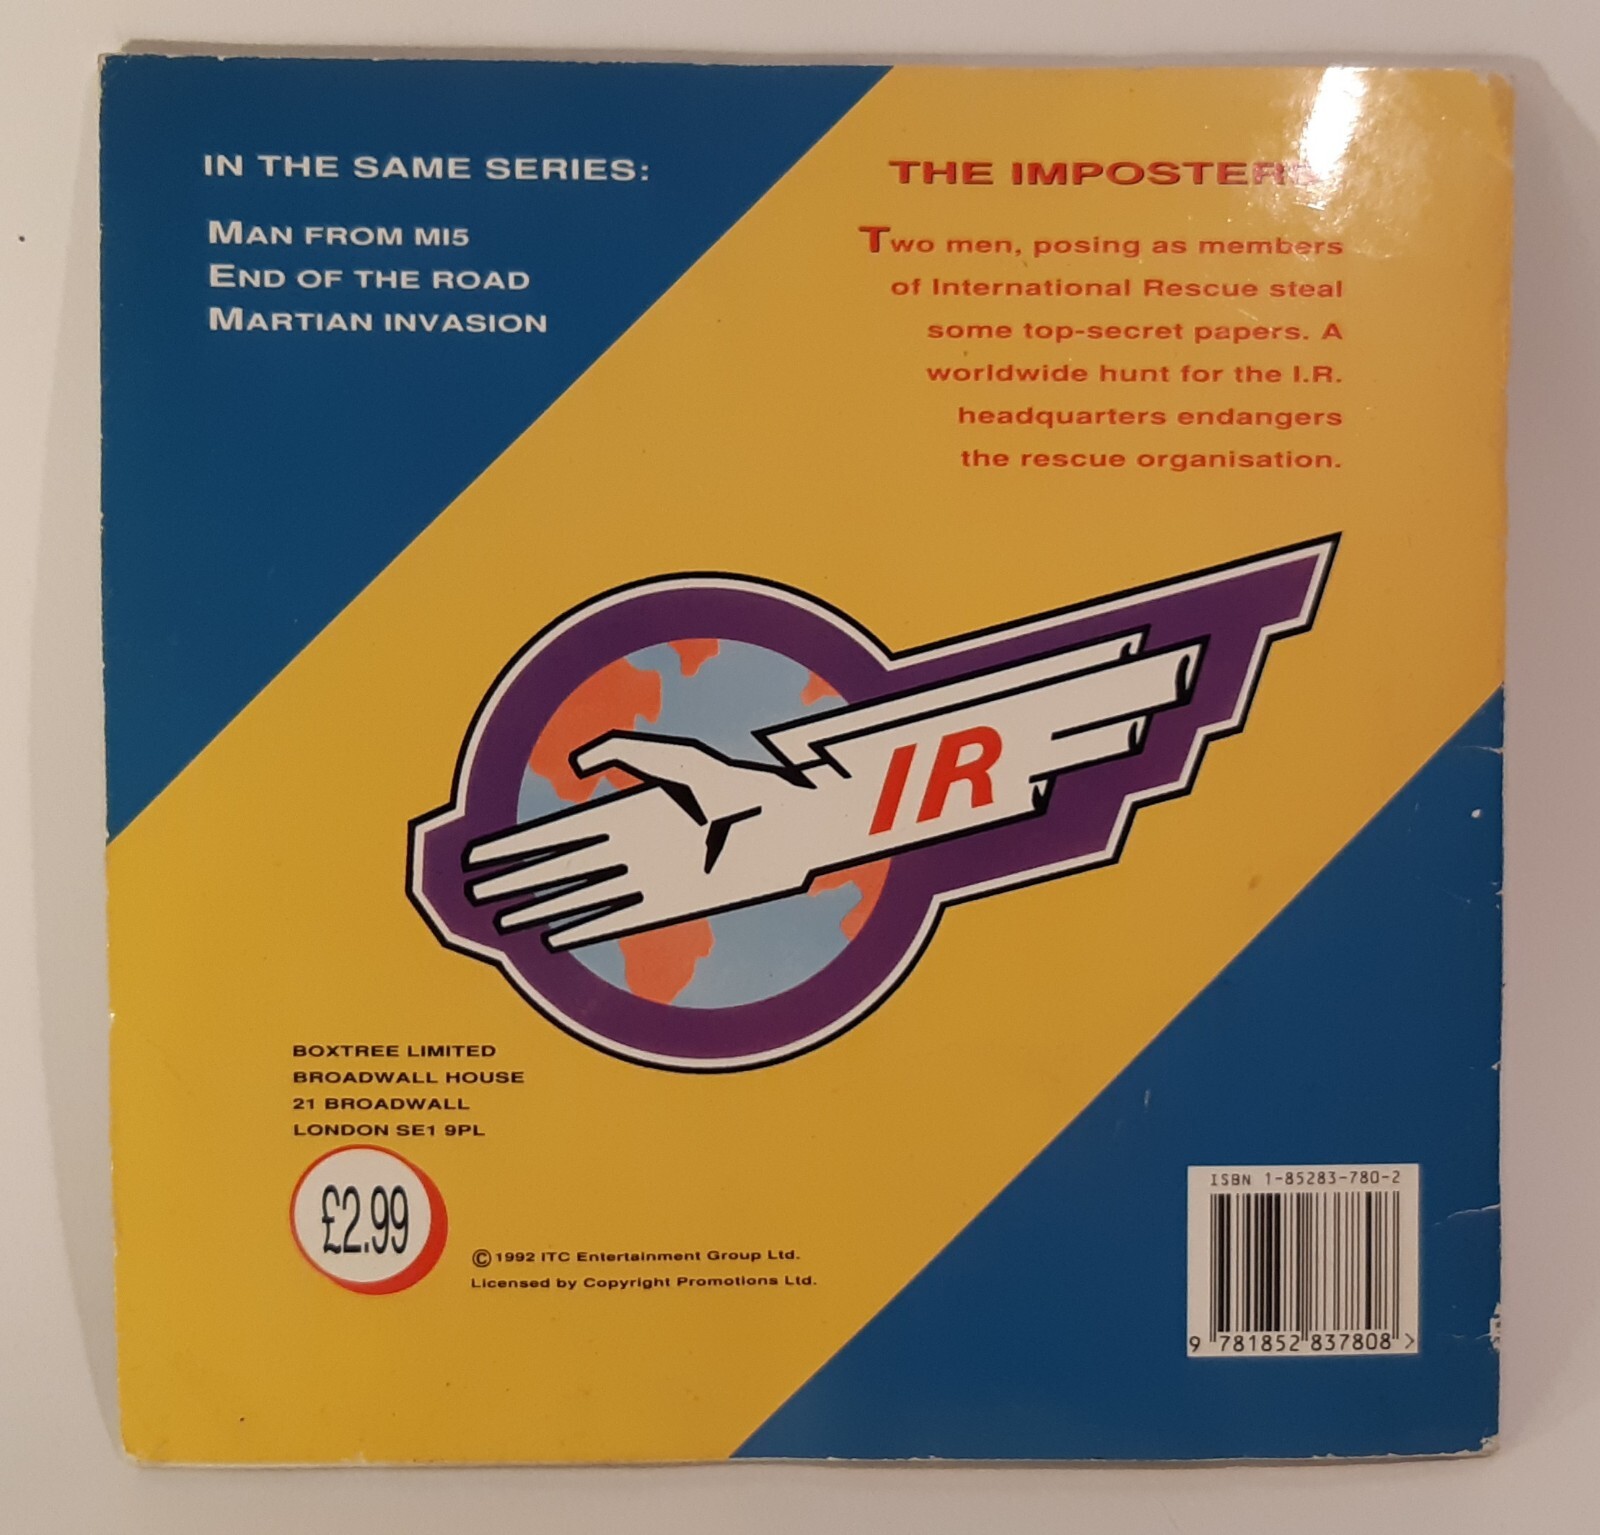 IN THE SAME SERIES:
MAN FROM MI5
END OF THE ROAD
MARTIAN INVASION
THE IMPOSTERS
Two men, posing as members
of International Rescue steal
some top-secret papers. A
worldwide hunt for the I.R.
headquarters endangers
the rescue organisation.
IR
BOXTREE LIMITED
BROADWALL HOUSE
21 BROADWALL
LONDON SE1 9PL
£2.99
©1992 ITC Entertainment Group Ltd.
Licensed by Copyright Promotions Ltd.
ISBN 1-85283-780-2
9 781852 837808 >